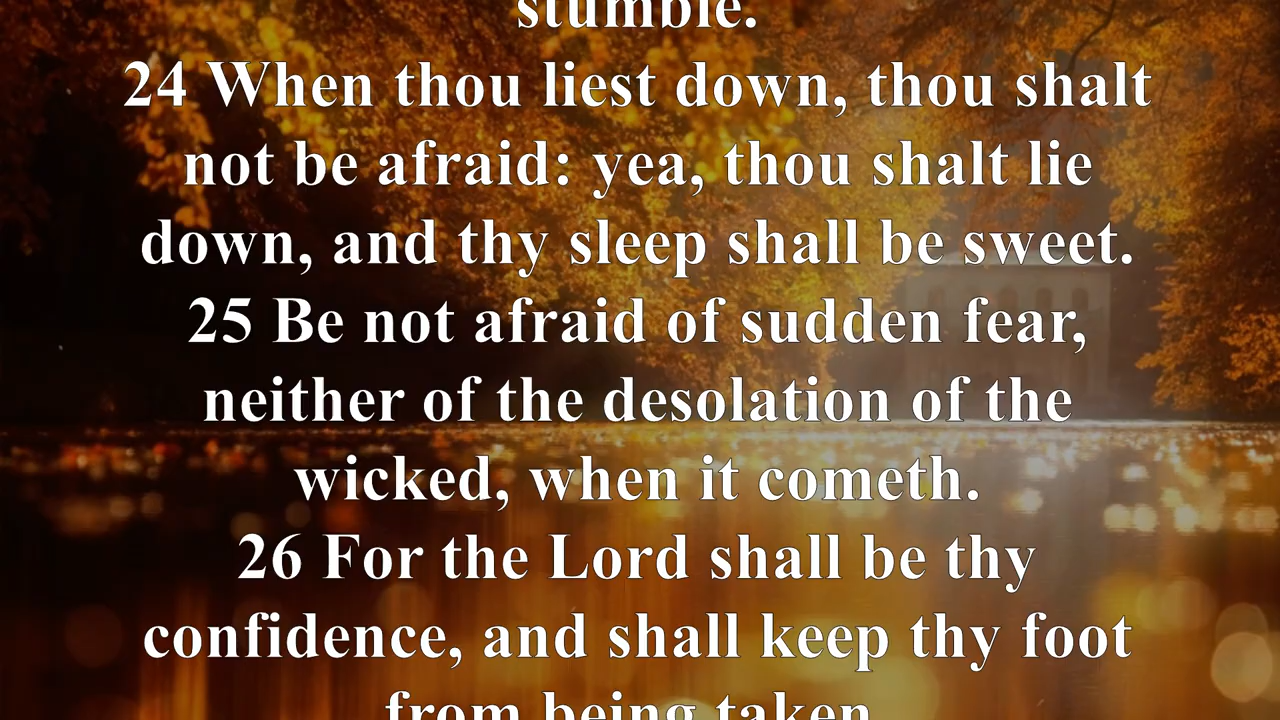 stumble.
24 When thou liest down, thou shalt
not be afraid: yea, thou shalt lie
down, and thy sleep shall be sweet.
25 Be not afraid of sudden fear,
neither of the desolation of the
wicked, when it cometh.
26 For the Lord shall be thy
confidence, and shall keep thy foot
from being taken.